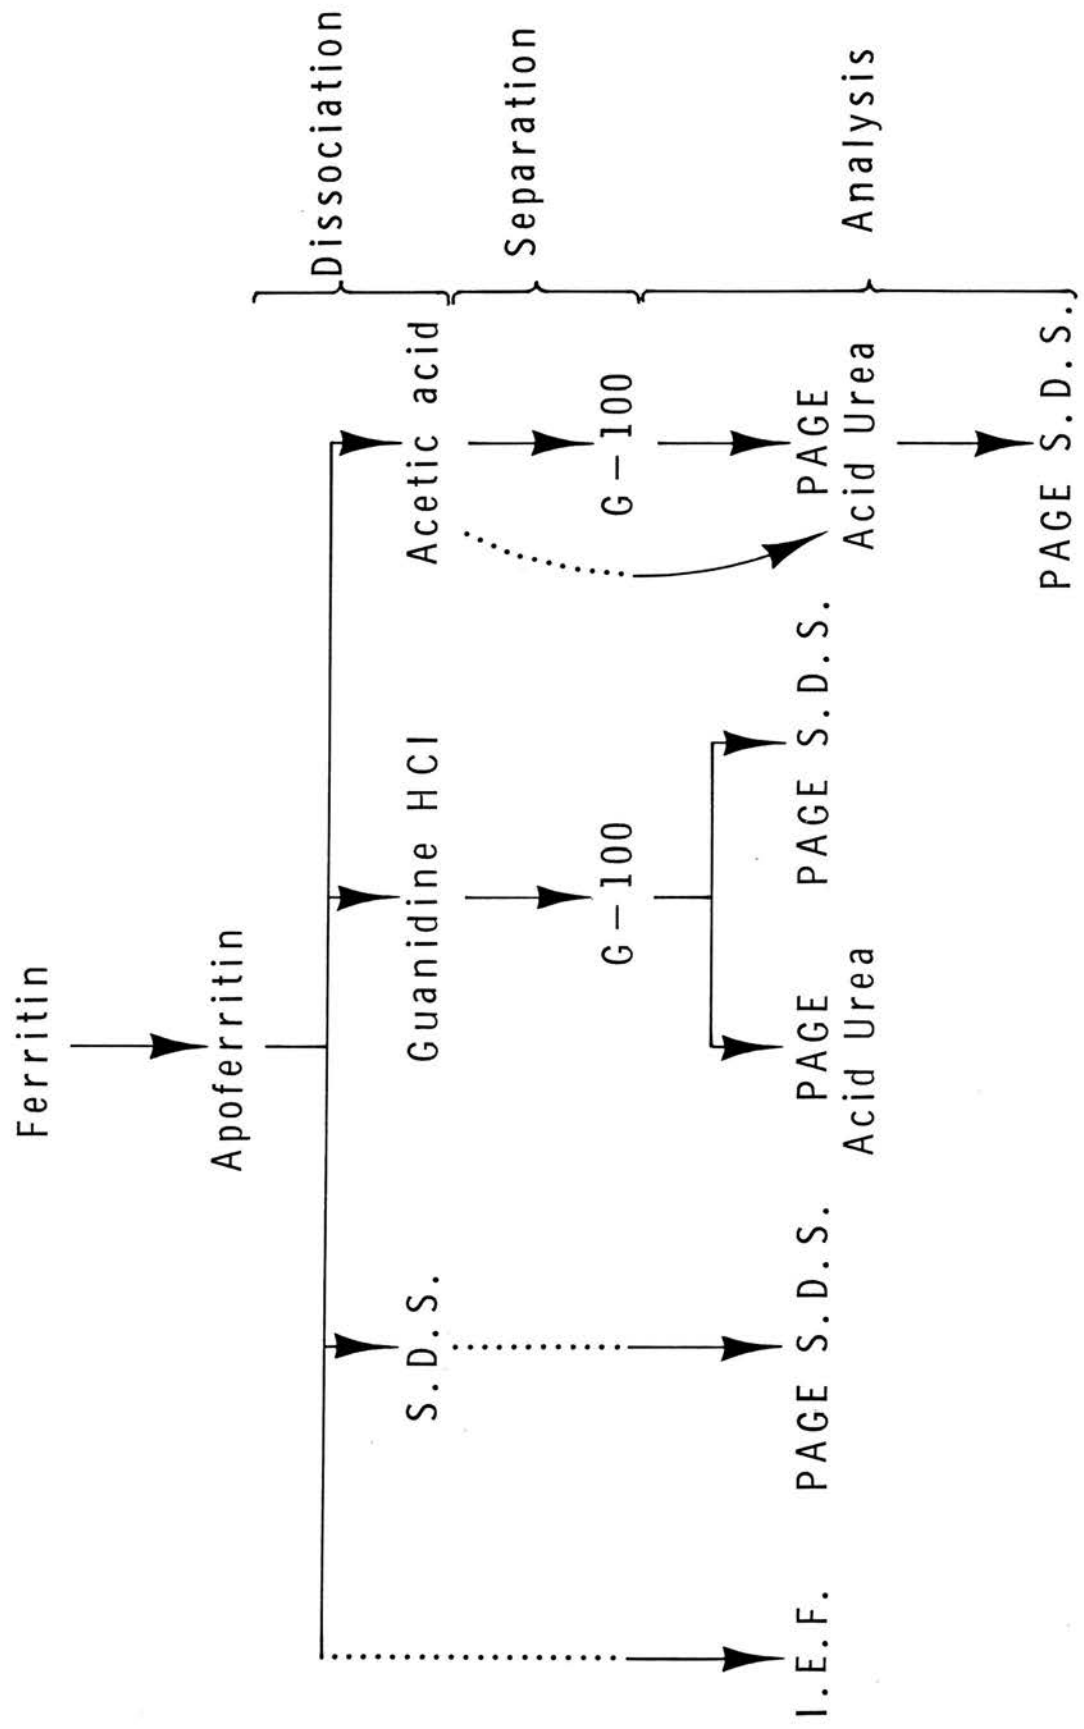 Ferritin
Apoferritin
Dissociation
S.D.S.
Guanidine HCl
Acetic acid
Separation
G-100
G-100
Analysis
I.E.F.
PAGE S.D.S.
PAGE
Acid Urea
PAGE S.D.S.
PAGE
Acid Urea
PAGE S.D.S.